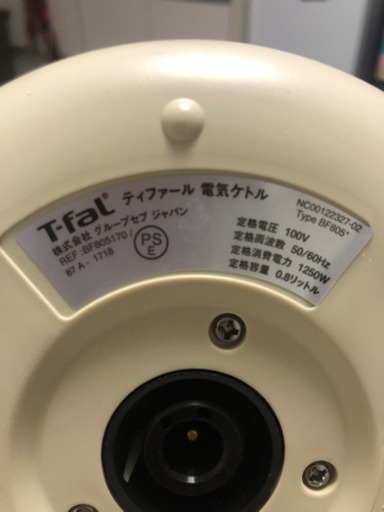 T-faL ティファール 電気ケトル
株式会社 グループセブ ジャパン
REF：BF805170 /
87 A - 1718
PS
E
NC00122327-02
Type BF805*
定格電圧 100V
定格周波数 50/60Hz
定格消費電力 1250W
定格容量 0.8リットル